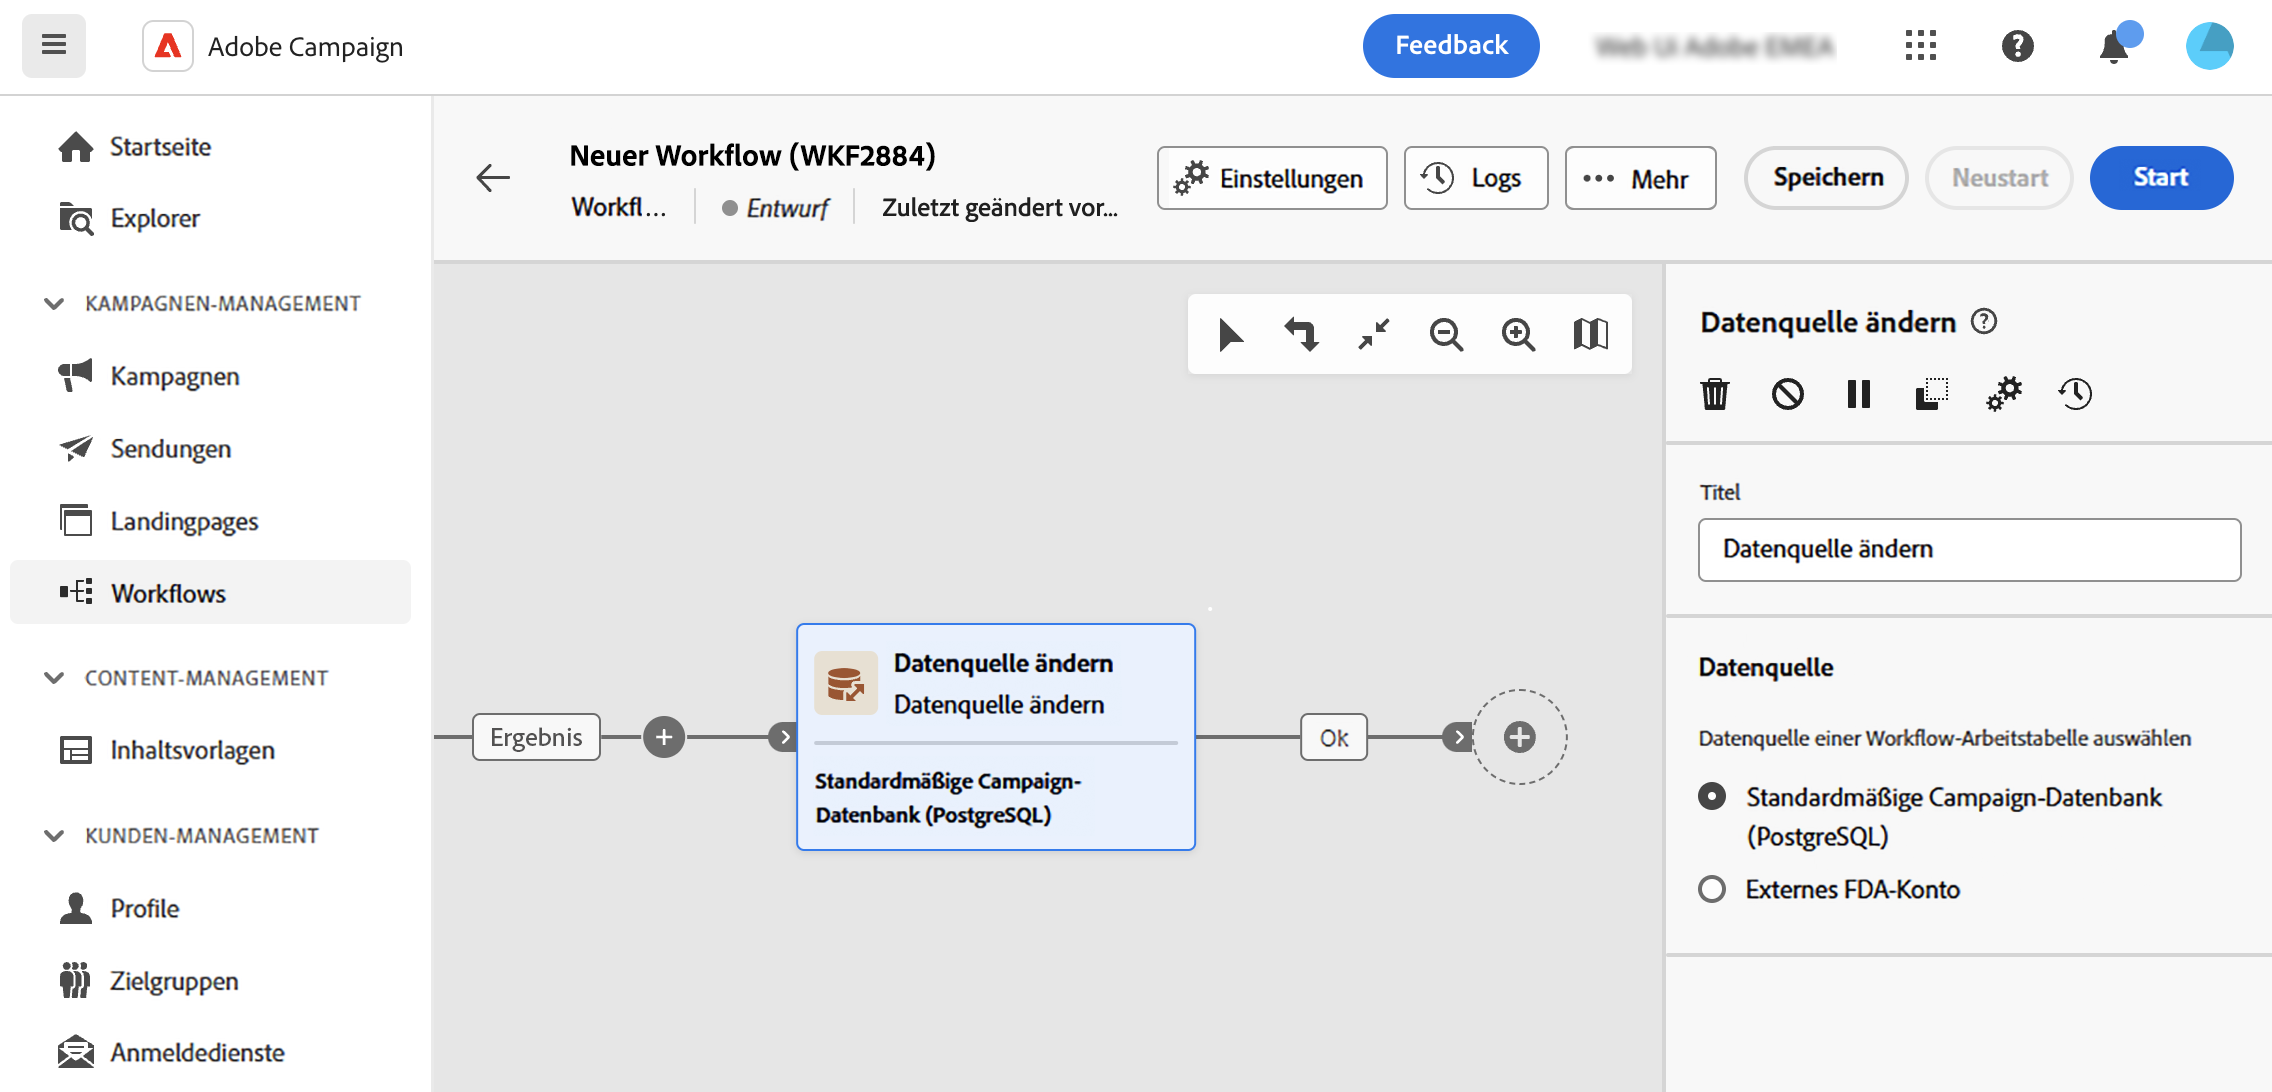 Adobe Campaign
Feedback
Startseite
Explorer
KAMPAGNEN-MANAGEMENT
Kampagnen
Sendungen
Landingpages
Workflows
CONTENT-MANAGEMENT
Inhaltsvorlagen
KUNDEN-MANAGEMENT
Profile
Zielgruppen
Anmeldedienste
Neuer Workflow (WKF2884)
Workfl... Entwurf Zuletzt geändert vor...
Einstellungen
Logs
Mehr
Speichern
Neustart
Start
Ergebnis
Datenquelle ändern
Datenquelle ändern
Standardmäßige Campaign-
Datenbank (PostgreSQL)
Ok
Datenquelle ändern
Titel
Datenquelle ändern
Datenquelle
Datenquelle einer Workflow-Arbeitstabelle auswählen
Standardmäßige Campaign-Datenbank
(PostgreSQL)
Externes FDA-Konto